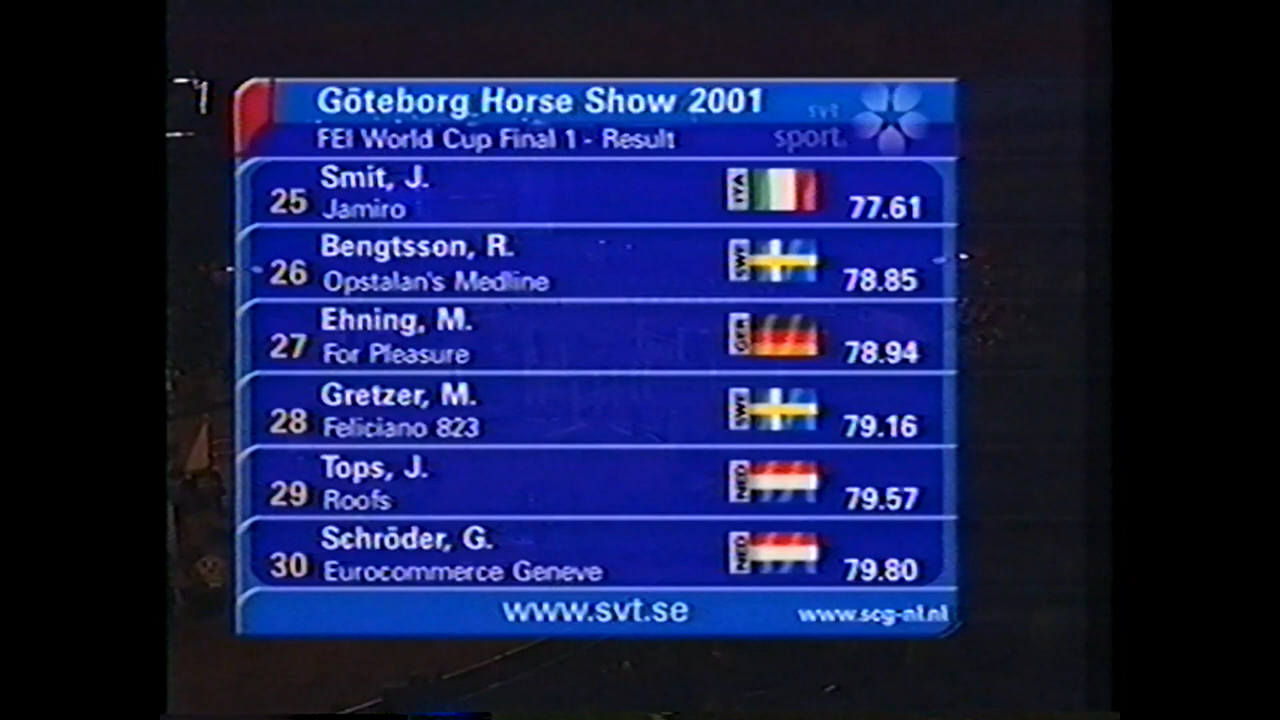 Göteborg Horse Show 2001
svt
FEI World Cup Final 1 - Result
sport.
25 Smit, J. ITA 77.61
Jamiro
26 Bengtsson, R. SWE 78.85
Opstalan's Medline
27 Ehning, M. GER 78.94
For Pleasure
28 Gretzer, M. SWE 79.16
Feliciano 823
29 Tops, J. NED 79.57
Roofs
30 Schröder, G. NED 79.80
Eurocommerce Geneve
www.svt.se
www.scg-nl.nl